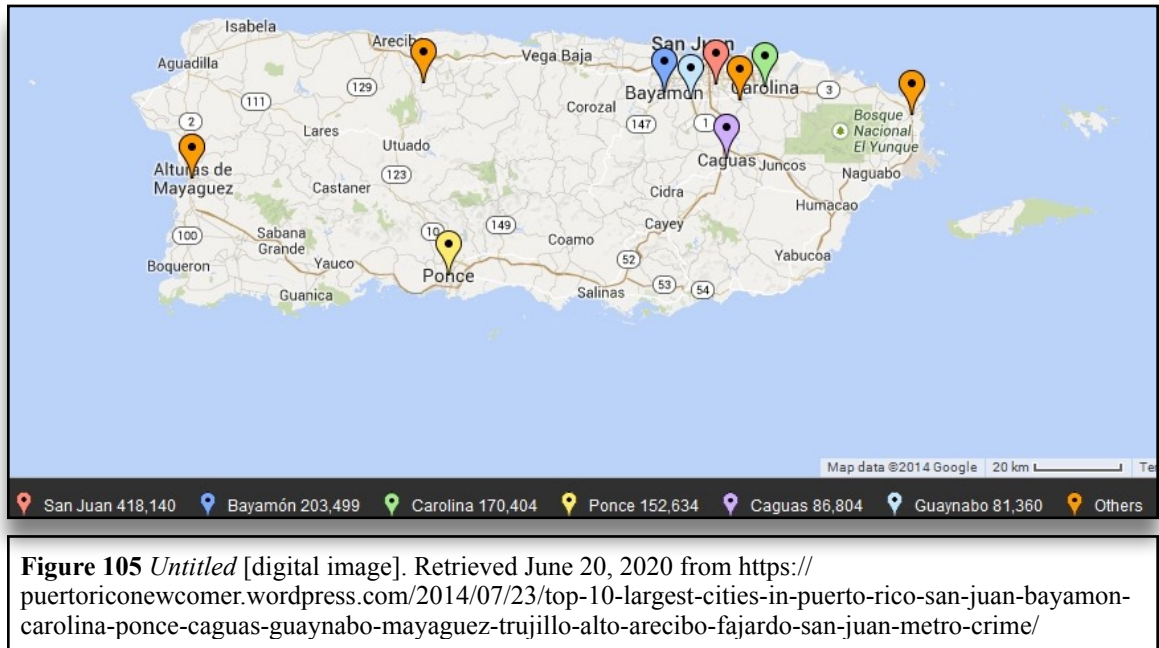 Isabela
Arecibo
San Juan
Aguadilla
Vega Baja
129
Bayamón
Carolina
3
111
Corozal
147
1
Bosque
Nacional
El Yunque
2
Lares
Utuado
Caguas
Juncos
Alturas de
Mayaguez
123
Castaner
Naguabo
Cidra
Humacao
149
Cayey
100
Sabana
Grande
10
Coamo
Yabucoa
Boqueron
Yauco
Ponce
52
Guanica
Salinas
53
54
Map data ©2014 Google 20 km
San Juan 418,140 Bayamón 203,499 Carolina 170,404 Ponce 152,634 Caguas 86,804 Guaynabo 81,360 Others
Figure 105 Untitled [digital image]. Retrieved June 20, 2020 from https://
puertoriconewcomer.wordpress.com/2014/07/23/top-10-largest-cities-in-puerto-rico-san-juan-bayamon-
carolina-ponce-caguas-guaynabo-mayaguez-trujillo-alto-arecibo-fajardo-san-juan-metro-crime/